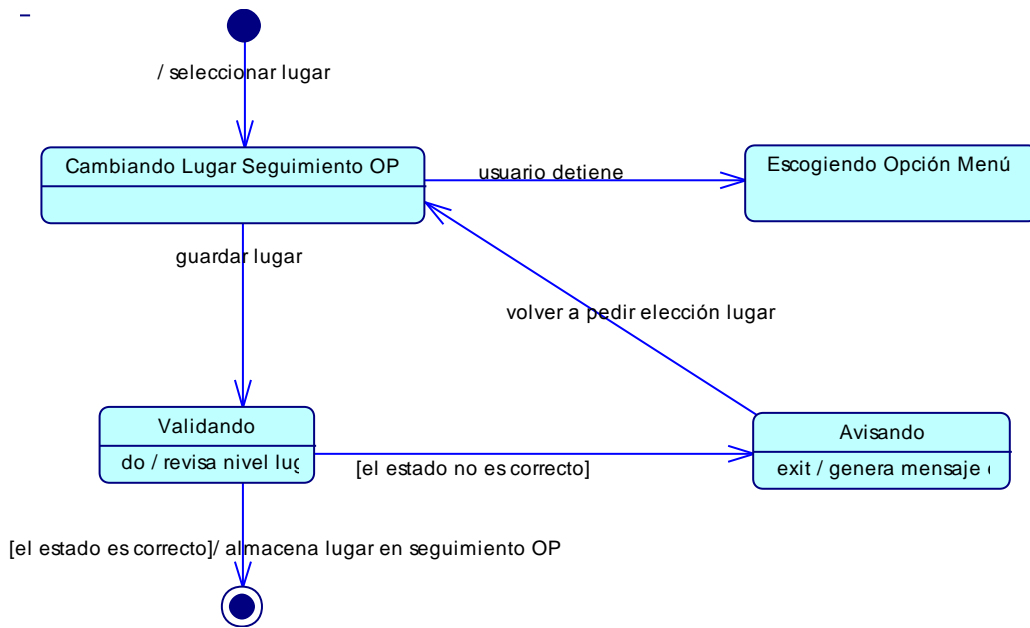 / seleccionar lugar
Cambiando Lugar Seguimiento OP
usuario detiene
Escogiendo Opción Menú
guardar lugar
volver a pedir elección lugar
Validando
do / revisa nivel
Avisando
exit / genera mensaje
[el estado no es correcto]
[el estado es correcto]/ almacena lugar en seguimiento OP